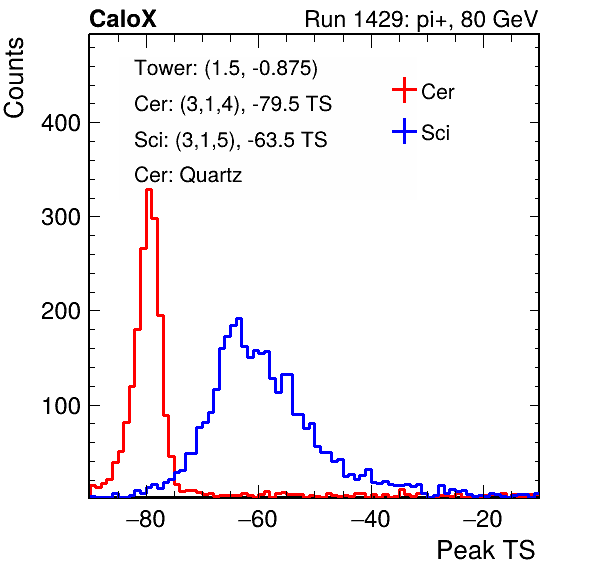 CaloX Run 1429: pi+, 80 GeV
Counts
Tower: (1.5, -0.875)
Cer: (3,1,4), -79.5 TS
Sci: (3,1,5), -63.5 TS
Cer: Quartz
Cer
Sci
400
300
200
100
−80 −60 −40 −20
Peak TS